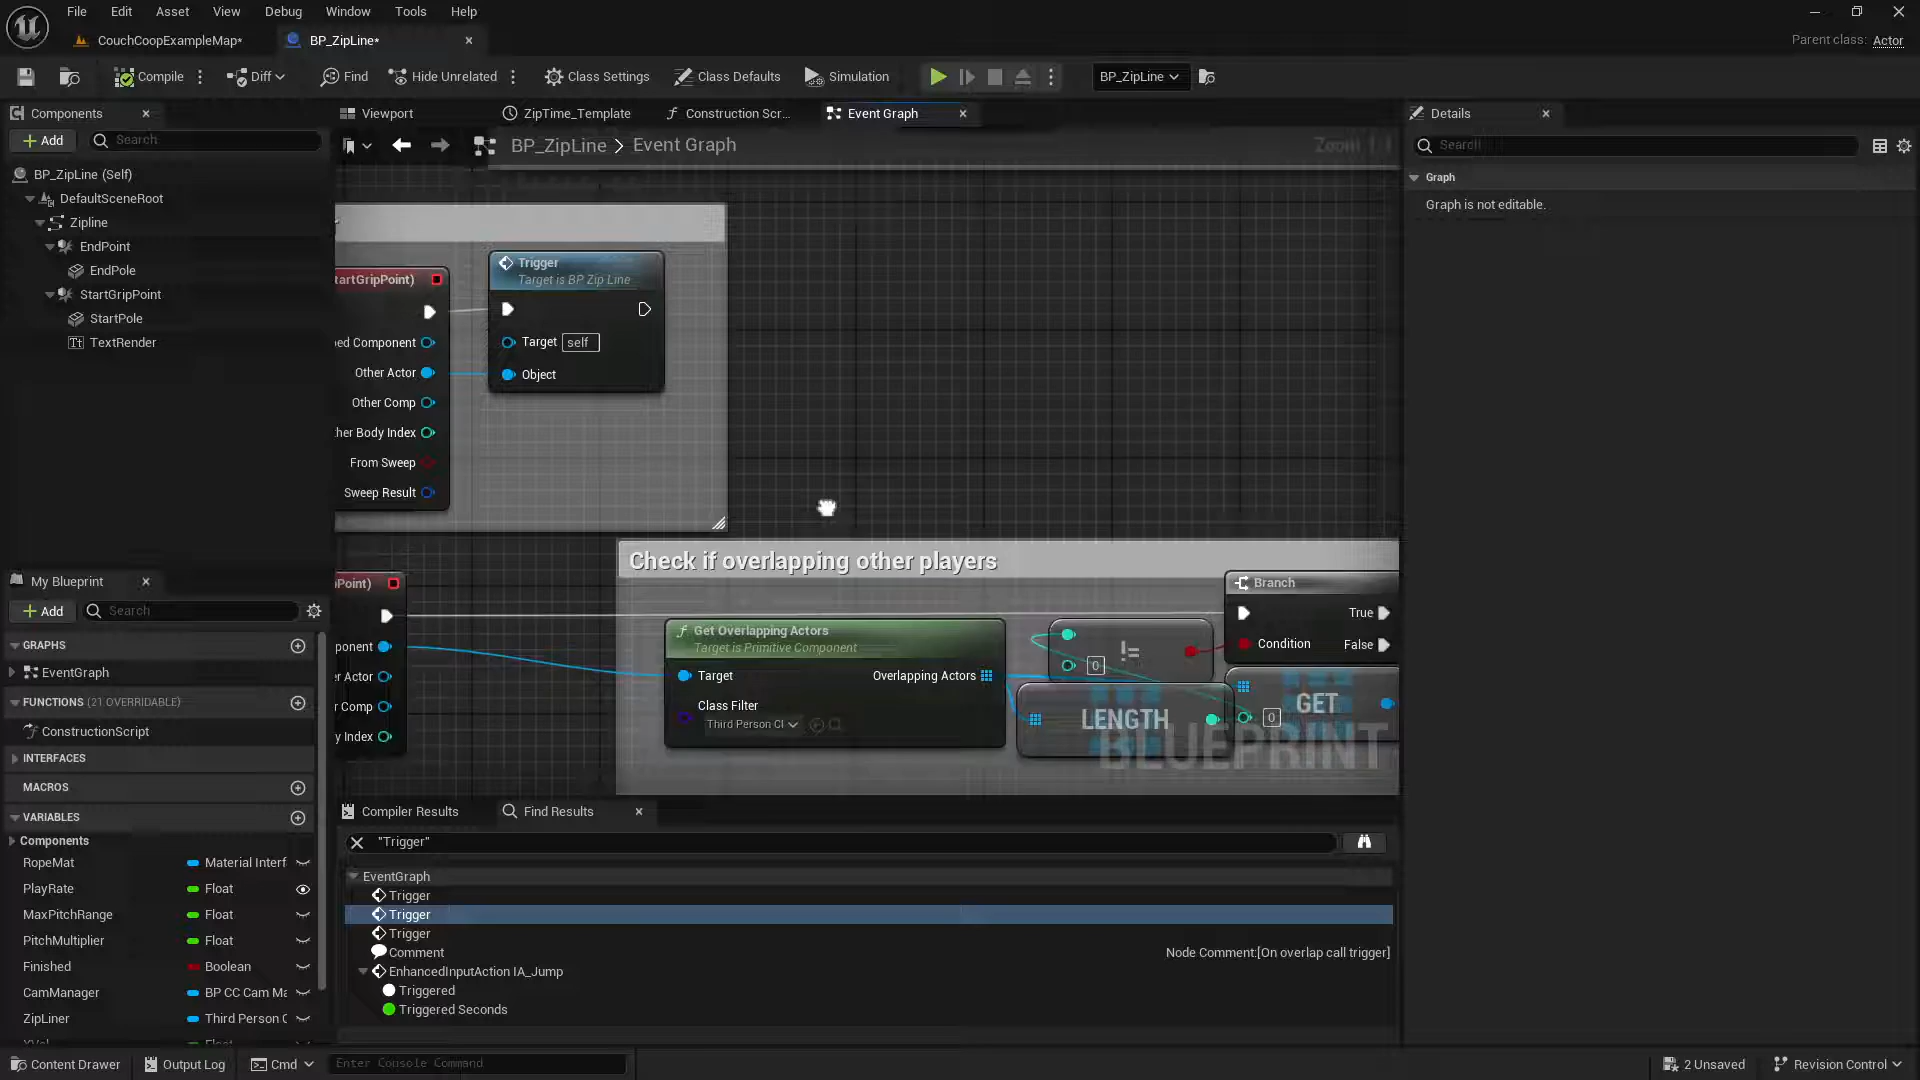 File Edit Asset View Debug Window Tools Help
CouchCoopExampleMap*
BP_ZipLine*
Parent class: Actor
Compile
Diff
Find
Hide Unrelated
Class Settings
Class Defaults
Simulation
BP_ZipLine
Components
Viewport
ZipTime_Template
Construction Scr...
Event Graph
Details
Add
Search
BP_ZipLine > Event Graph
Zoom 1:1
Search
BP_ZipLine (Self)
DefaultSceneRoot
Zipline
EndPoint
EndPole
StartGripPoint
StartPole
TextRender
Graph
Graph is not editable.
tartGripPoint)
Trigger
Target is BP Zip Line
Target self
Object
ed Component
Other Actor
Other Comp
her Body Index
From Sweep
Sweep Result
Check if overlapping other players
Point)
ponent
r Actor
r Comp
y Index
Get Overlapping Actors
Target is Primitive Component
Target
Overlapping Actors
Class Filter
Third Person Cl
!=
0
LENGTH
Branch
True
Condition
False
GET
0
BLUEPRINT
My Blueprint
Add
Search
GRAPHS
EventGraph
FUNCTIONS (21 OVERRIDABLE)
ConstructionScript
INTERFACES
MACROS
VARIABLES
Components
RopeMat Material Interf
PlayRate Float
MaxPitchRange Float
PitchMultiplier Float
Finished Boolean
CamManager BP CC Cam Ma
ZipLiner Third Person C
Compiler Results
Find Results
"Trigger"
EventGraph
Trigger
Trigger
Trigger
Comment
Node Comment:[On overlap call trigger]
EnhancedInputAction IA_Jump
Triggered
Triggered Seconds
Content Drawer
Output Log
Cmd
Enter Console Command
2 Unsaved
Revision Control